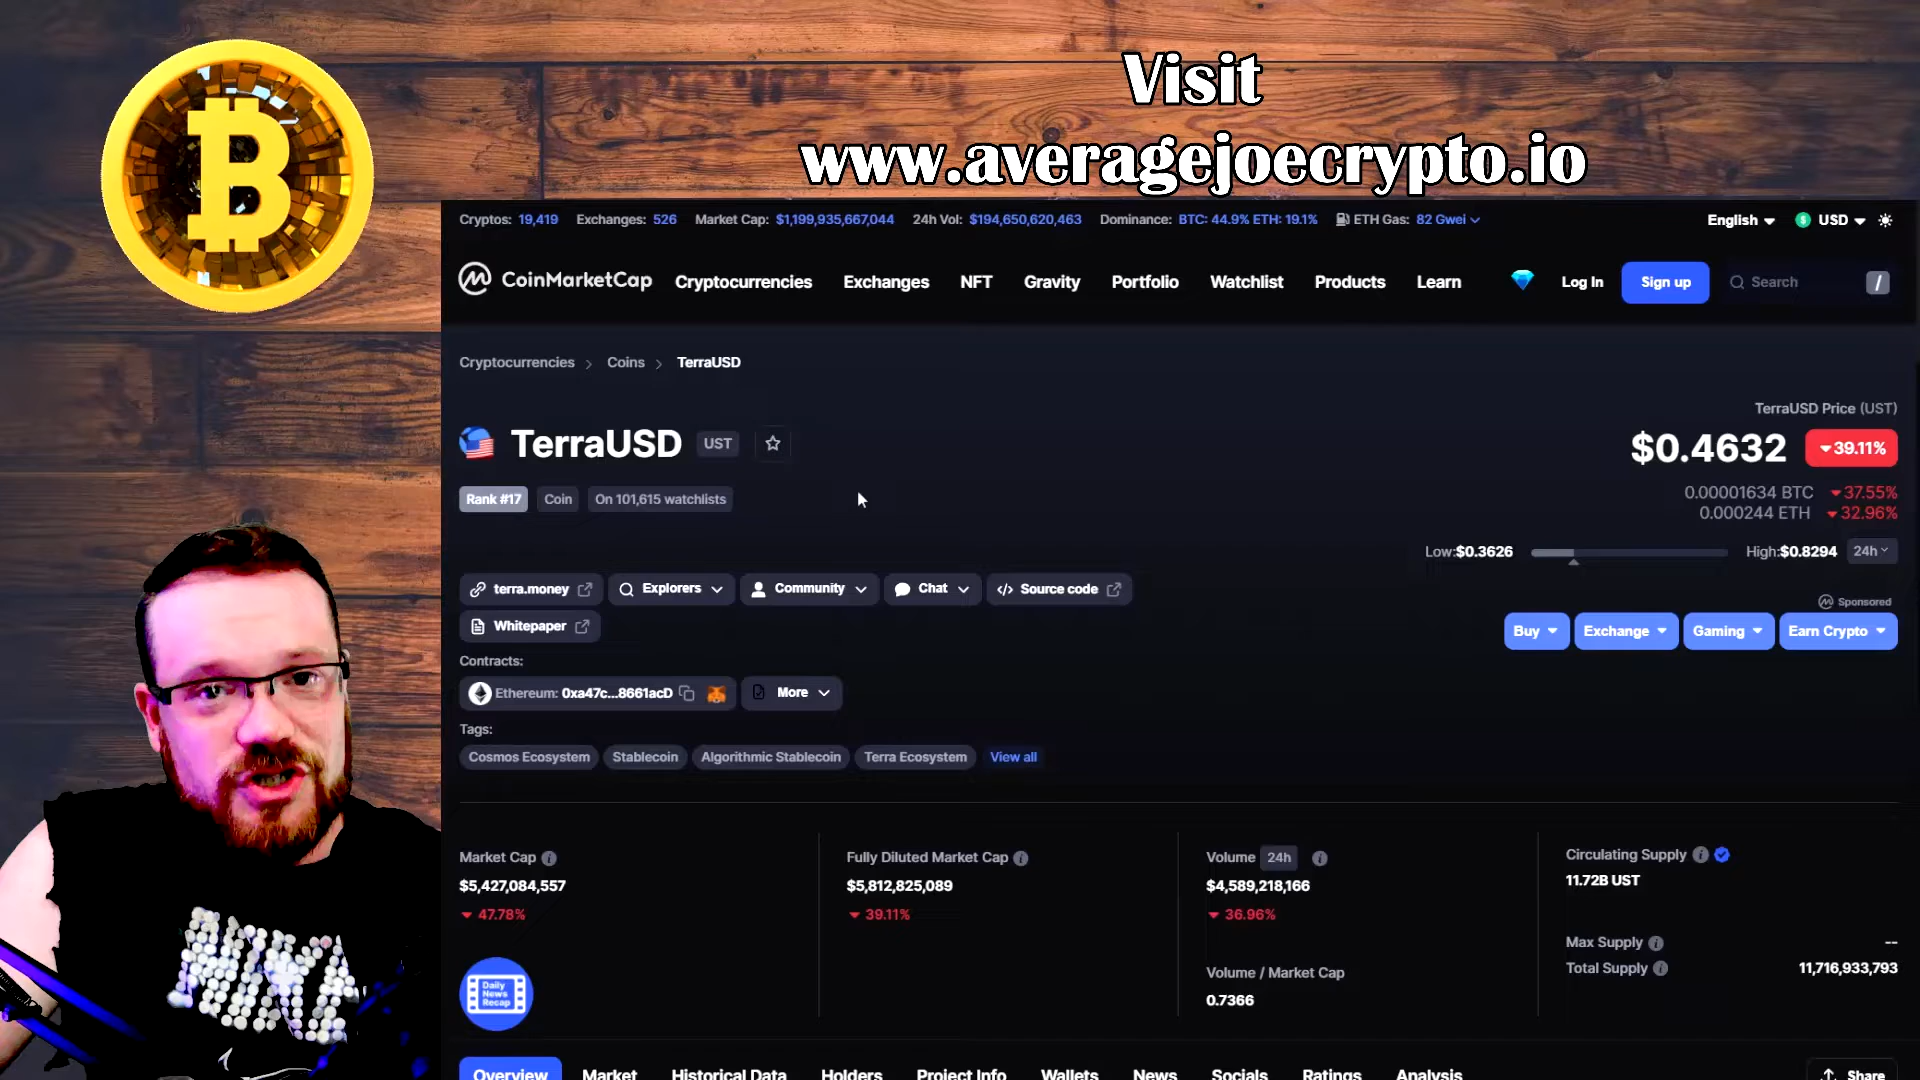 Visit
www.averagejoecrypto.io
Cryptos: 19,419 Exchanges: 526 Market Cap: $1,199,935,667,044 24h Vol: $194,650,620,463 Dominance: BTC: 44.9% ETH: 19.1% ETH Gas: 82 Gwei English USD
CoinMarketCap Cryptocurrencies Exchanges NFT Gravity Portfolio Watchlist Products Learn Log In Sign up Search /
Cryptocurrencies > Coins > TerraUSD
TerraUSD Price (UST)
TerraUSD UST $0.4632 39.11%
Rank #17 Coin On 101,615 watchlists 0.00001634 BTC 37.55%
0.000244 ETH 32.96%
Low:$0.3626 High:$0.8294 24h
terra.money Explorers Community Chat </> Source code
Sponsored
Whitepaper Buy Exchange Gaming Earn Crypto
Contracts:
Ethereum: 0xa47c...8661acD More
Tags:
Cosmos Ecosystem Stablecoin Algorithmic Stablecoin Terra Ecosystem View all
Market Cap Fully Diluted Market Cap Volume 24h Circulating Supply
$5,427,084,557 $5,812,825,089 $4,589,218,166 11.72B UST
47.78% 39.11% 36.96%
Max Supply --
Volume / Market Cap Total Supply 11,716,933,793
0.7366
Daily
News
Recap
Overview Market Historical Data Holders Project Info Wallets News Socials Ratings Analysis Share